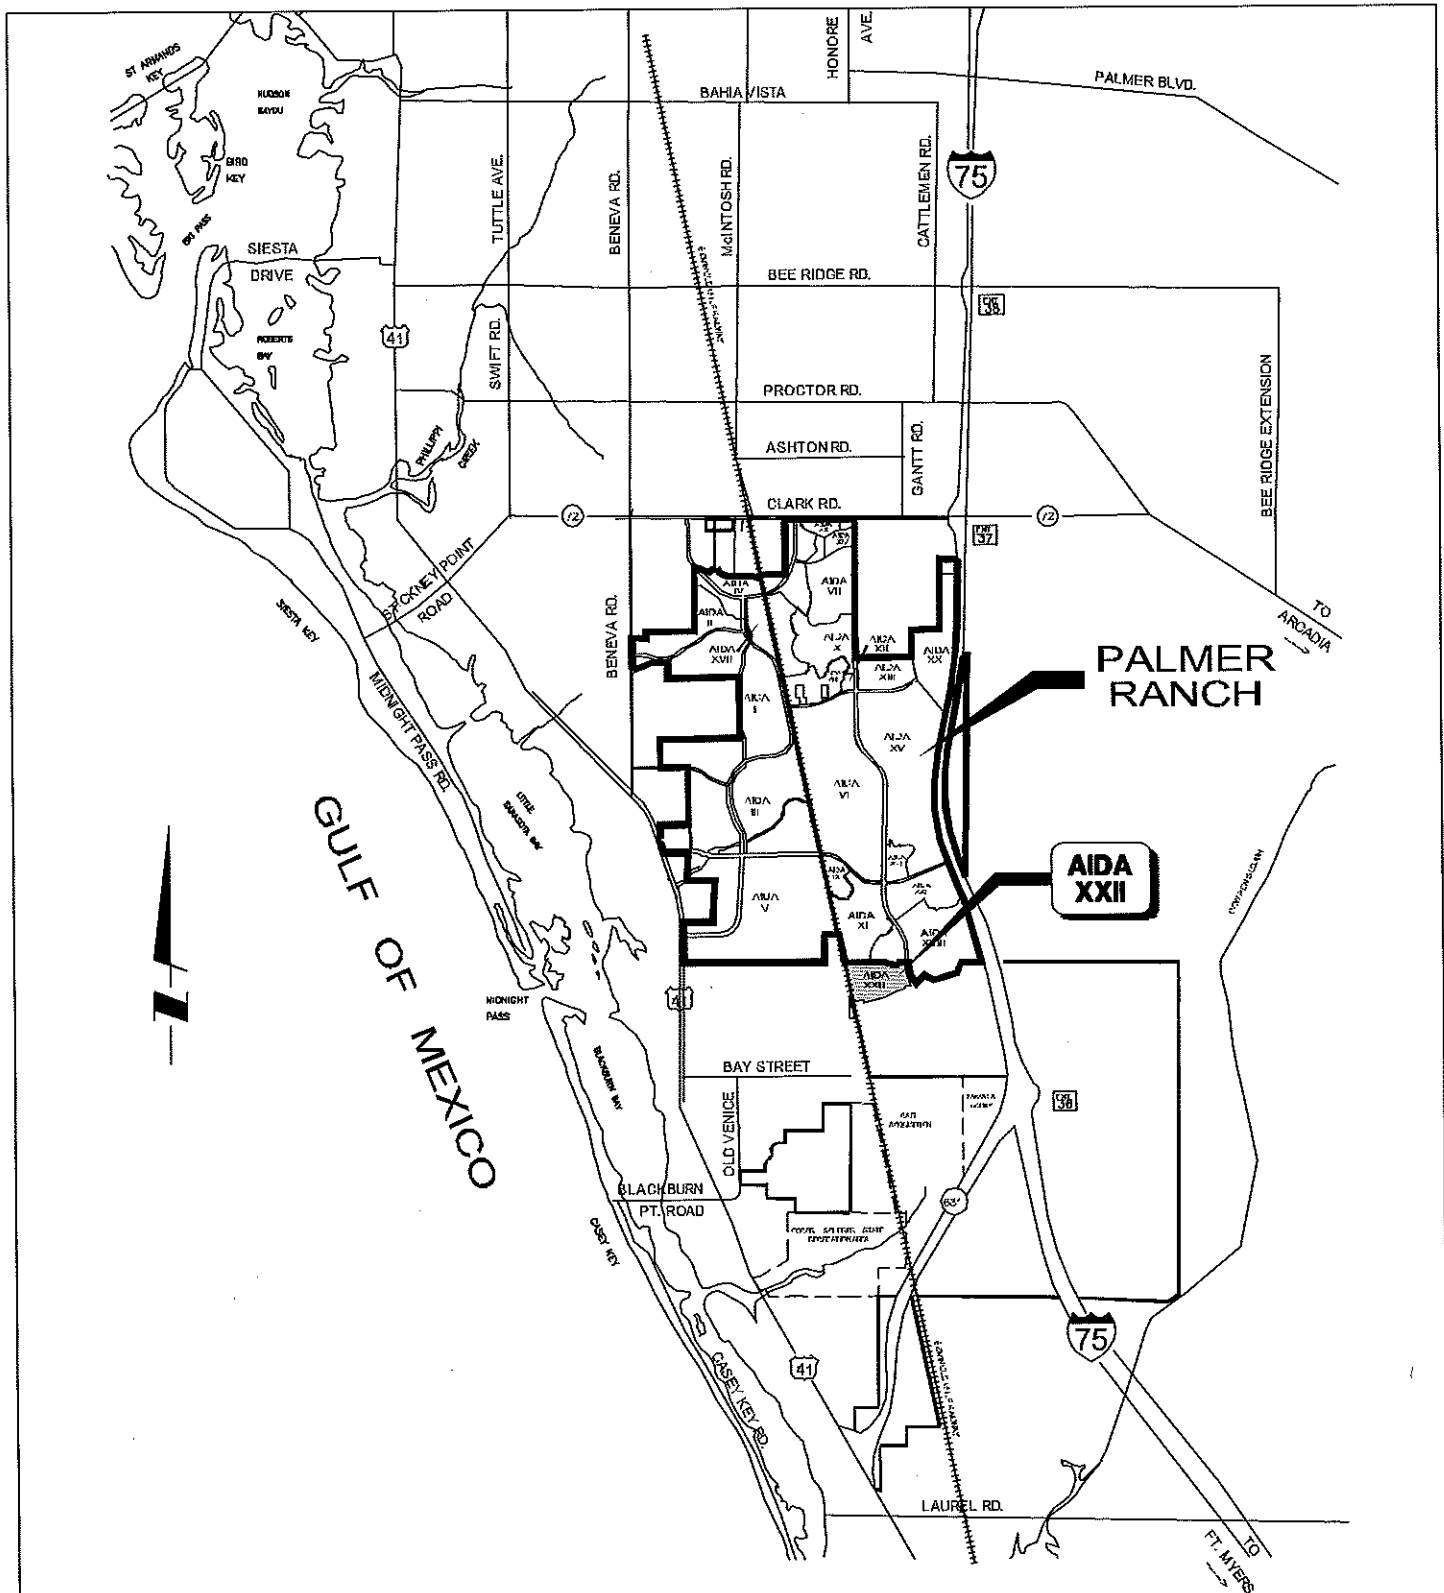 HONORE
AVE.
PALMER BLVD.
ST ARMANDS
KEY
HUDSON
BAYOU
BAHIA VISTA
BIRD
KEY
BIG PASS
TUTTLE AVE.
BENEVA RD.
McINTOSH RD.
CATTLEMEN RD.
75
SIESTA
DRIVE
BEE RIDGE RD.
41
ROBERTS
BAY
SWIFT RD.
PROCTOR RD.
BEE RIDGE EXTENSION
PHILLIPPI
CREEK
ASHTON RD.
GANTT RD.
CLARK RD.
72
72
37
STICKNEY POINT
ROAD
SIESTA KEY
BENEVA RD.
TO
ARCADIA
AIDA
IV
AIDA
VII
AIDA
II
AIDA
XVII
AIDA
X
AIDA
XII
AIDA
XIII
AIDA
XX
PALMER
RANCH
MIDNIGHT PASS RD.
AIDA
I
AIDA
XV
AIDA
III
AIDA
VI
LITTLE
SARASOTA BAY
GULF OF MEXICO
AIDA
XXII
AIDA
V
AIDA
XI
AIDA
AIDA
XXII
41
MIDNIGHT
PASS
BLACKBURN BAY
BAY STREET
OLD VENICE
BLACKBURN
PT. ROAD
CASEY KEY
75
41
CASEY KEY RD.
LAUREL RD.
TO
FT. MYERS